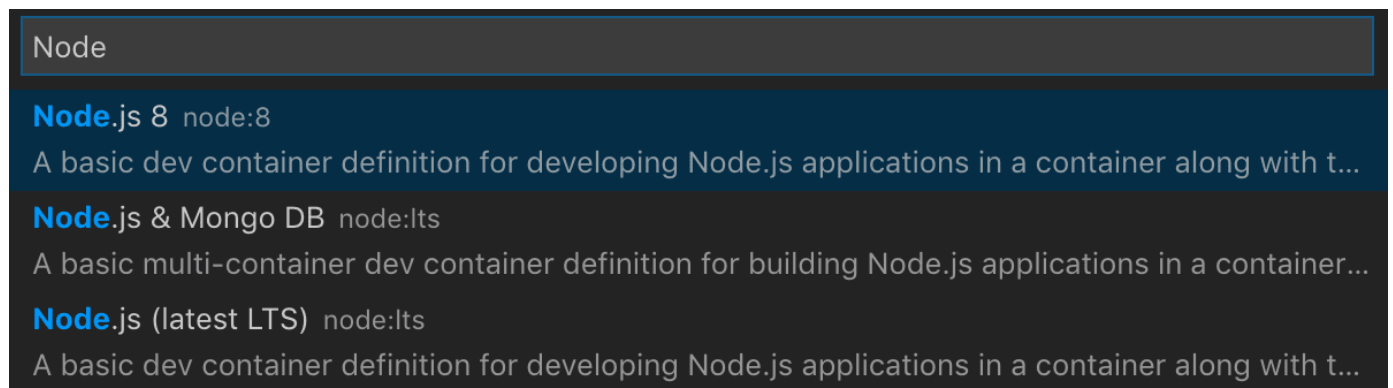 Node
Node.js 8 node:8
A basic dev container definition for developing Node.js applications in a container along with t...
Node.js & Mongo DB node:lts
A basic multi-container dev container definition for building Node.js applications in a container...
Node.js (latest LTS) node:lts
A basic dev container definition for developing Node.js applications in a container along with t...